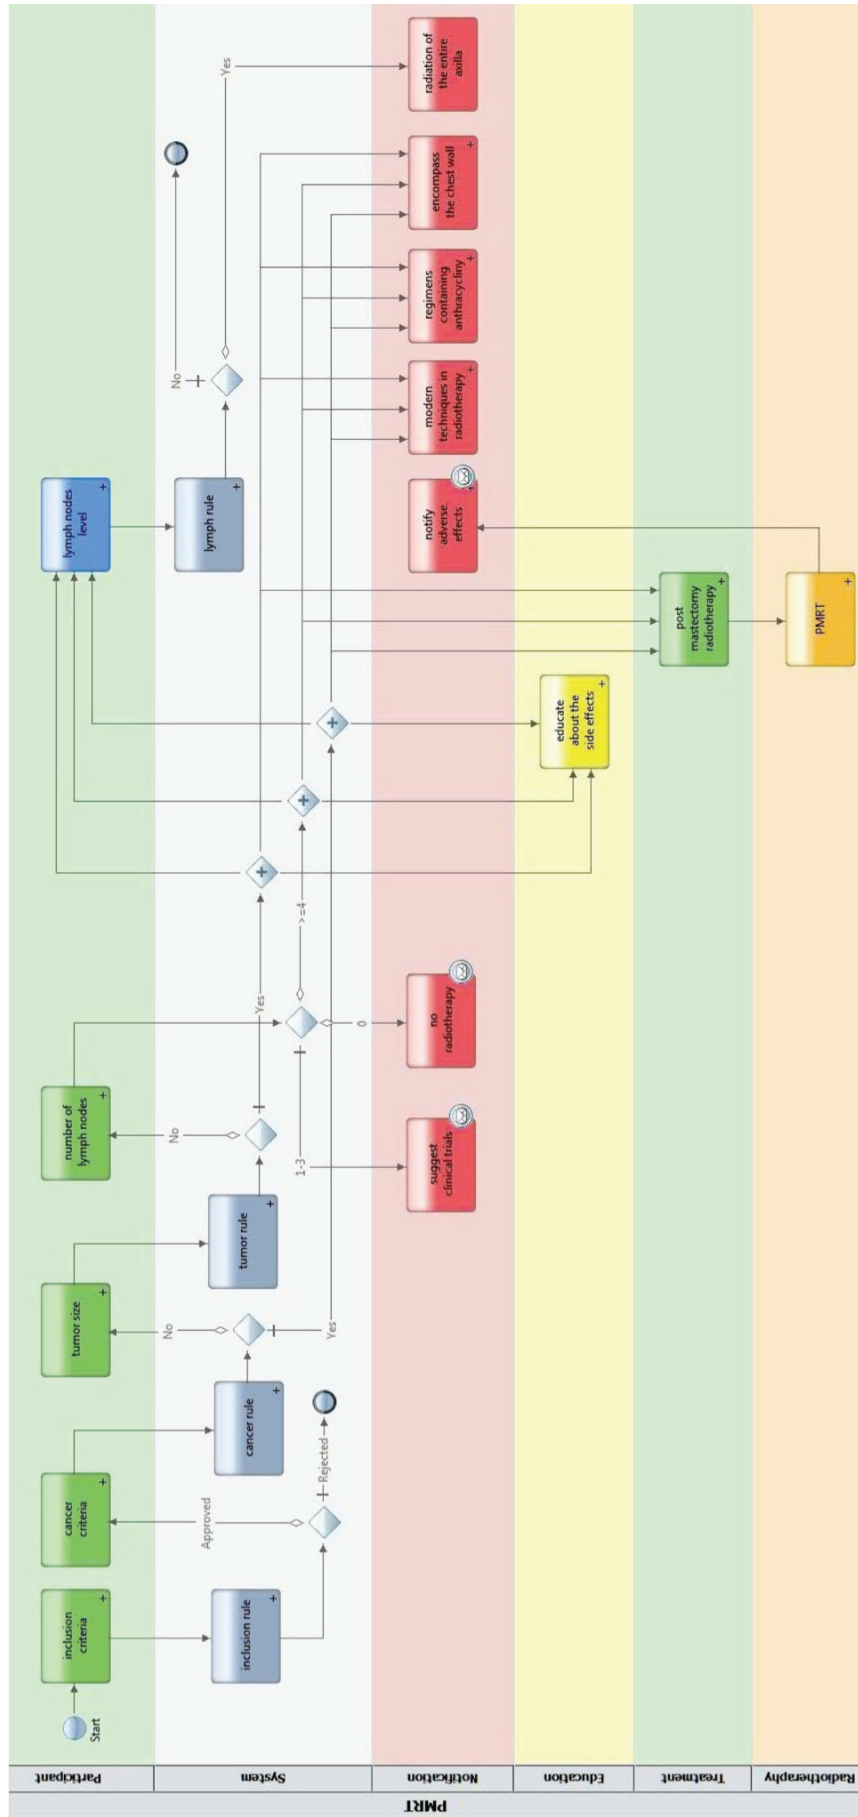 PMRT
Participant
System
Notification
Education
Treatment
Radiotherapy
Start
inclusion
criteria
cancer
criteria
tumor size
number of
lymph nodes
lymph nodes
level
inclusion rule
Approved
Rejected
cancer rule
No
Yes
tumor rule
No
Yes
1-3
0
>=4
lymph rule
No
Yes
suggest
clinical trials
no
radiotherapy
notify
adverse
effects
modern
techniques in
radiotherapy
regimens
containing
anthracycliny
encompass
the chest wall
radiation of
the entire
axilla
educate
about the
side effects
post
mastectomy
radiotherapy
PMRT